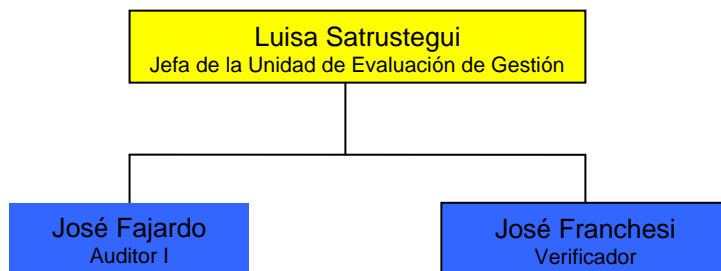 Luisa Satrustegui
Jefa de la Unidad de Evaluación de Gestión
José Fajardo
Auditor I
José Franchesi
Verificador